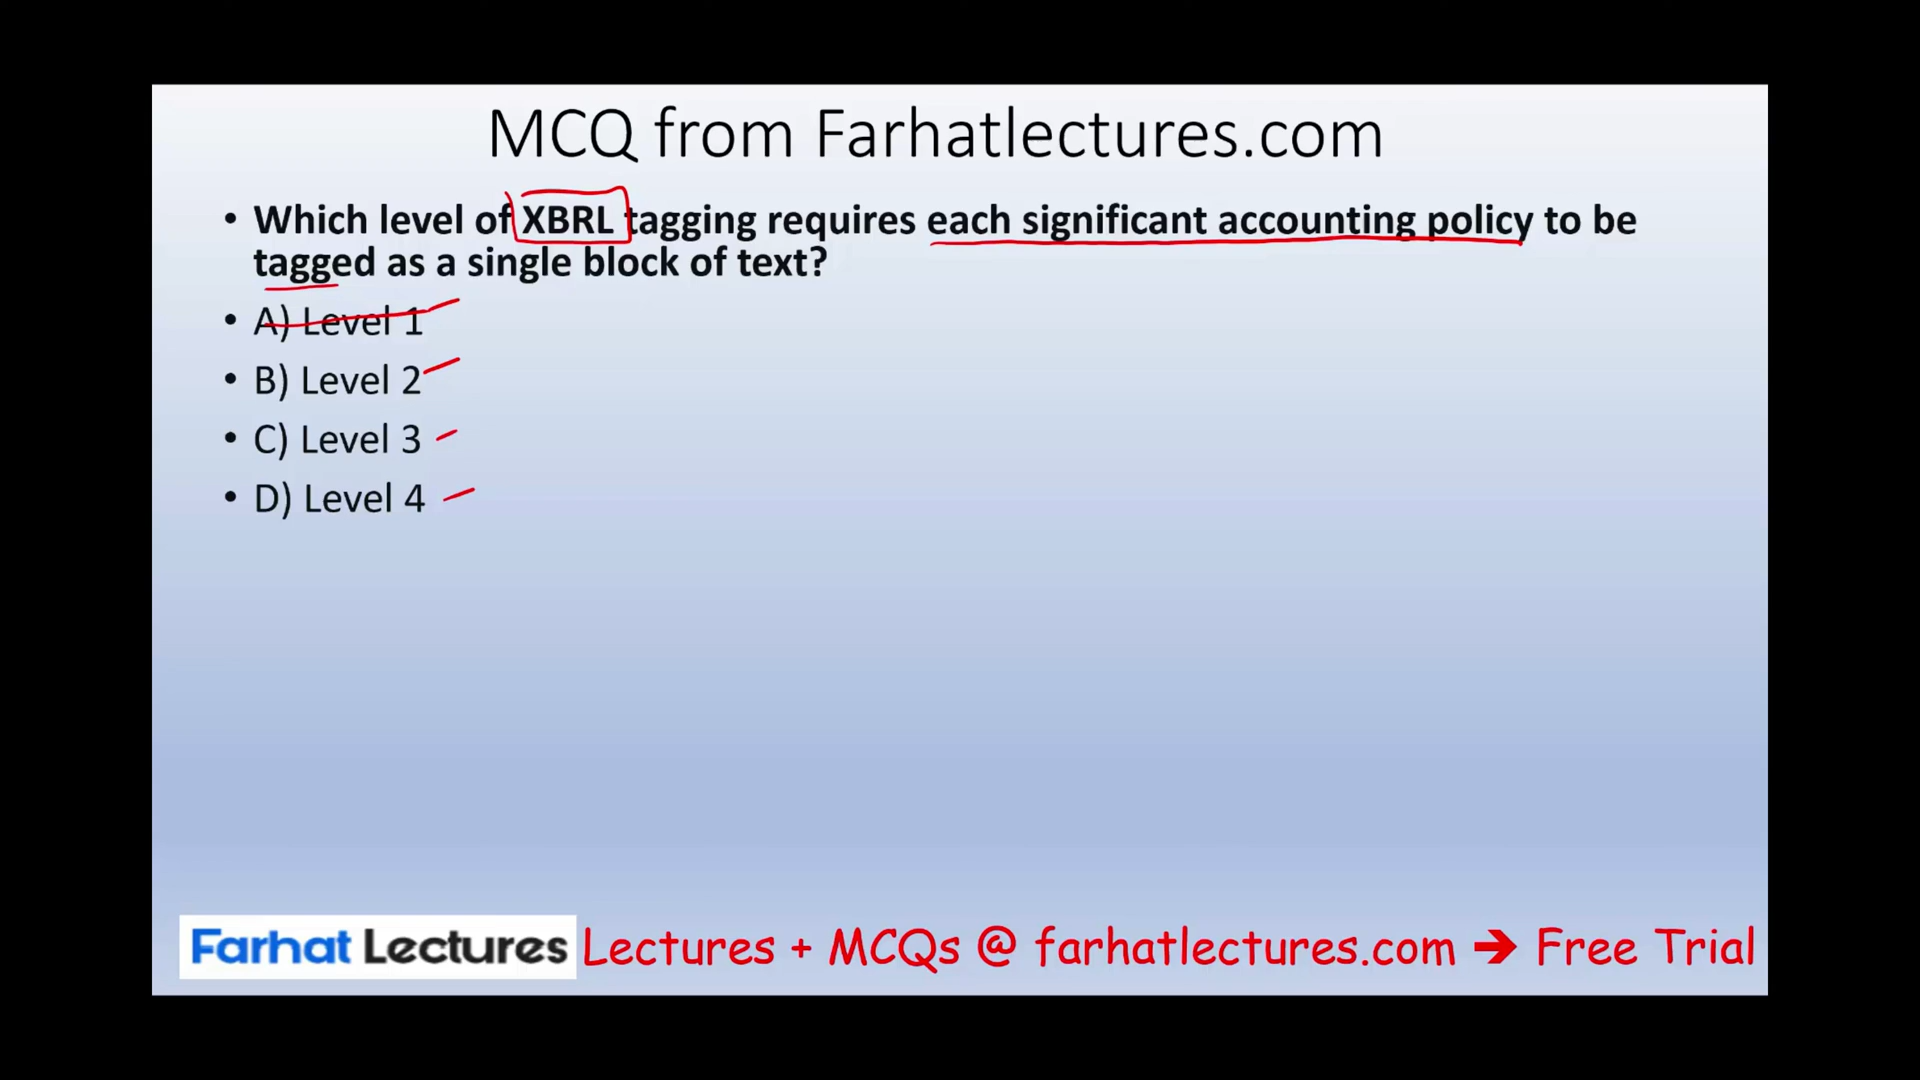 MCQ from Farhatlectures.com
• Which level of XBRL tagging requires each significant accounting policy to be
tagged as a single block of text?
• A) Level 1
• B) Level 2
• C) Level 3
• D) Level 4
Farhat Lectures Lectures + MCQs @ farhatlectures.com ➔ Free Trial